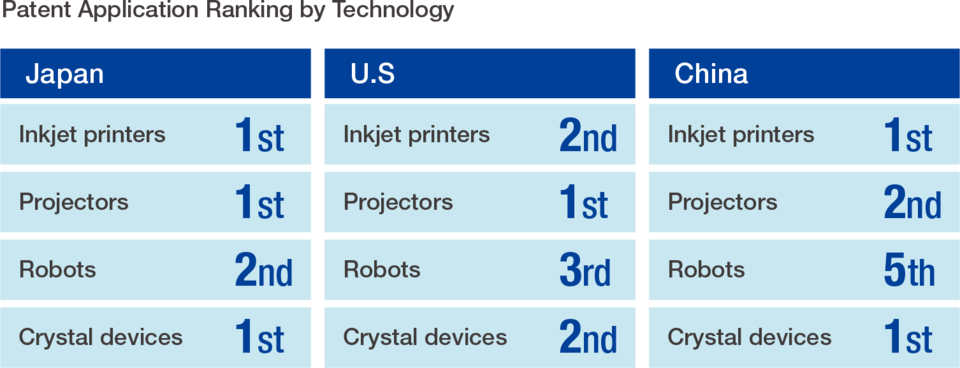 Patent Application Ranking by Technology
Japan
Inkjet printers 1st
Projectors 1st
Robots 2nd
Crystal devices 1st
U.S
Inkjet printers 2nd
Projectors 1st
Robots 3rd
Crystal devices 2nd
China
Inkjet printers 1st
Projectors 2nd
Robots 5th
Crystal devices 1st